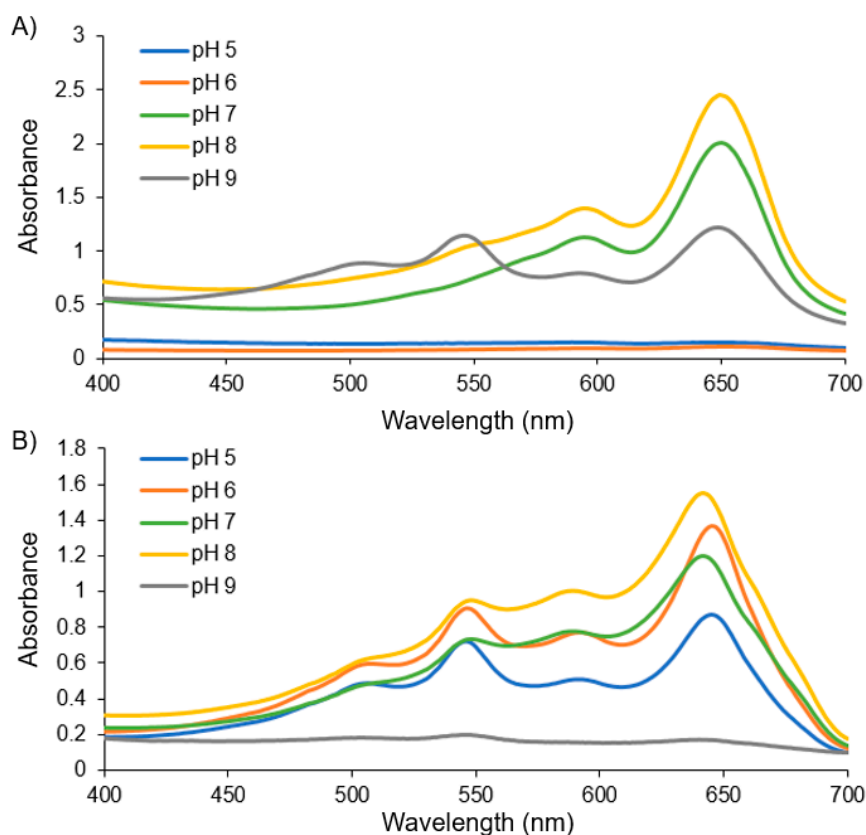 A)
3
2.5
2
1.5
1
0.5
0
Absorbance
pH 5
pH 6
pH 7
pH 8
pH 9
400 450 500 550 600 650 700
Wavelength (nm)
B)
1.8
1.6
1.4
1.2
1
0.8
0.6
0.4
0.2
0
Absorbance
pH 5
pH 6
pH 7
pH 8
pH 9
400 450 500 550 600 650 700
Wavelength (nm)